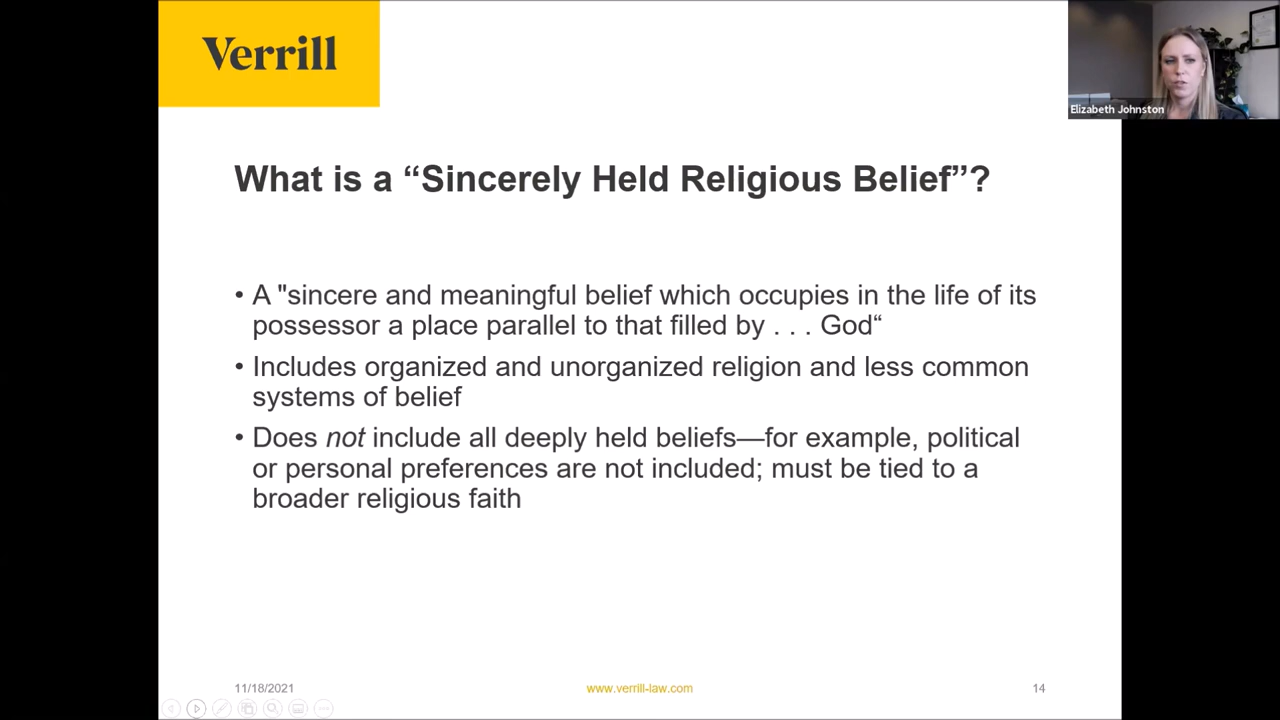 Verrill
Elizabeth Johnston
What is a “Sincerely Held Religious Belief”?
• A "sincere and meaningful belief which occupies in the life of its
possessor a place parallel to that filled by . . . God“
• Includes organized and unorganized religion and less common
systems of belief
• Does not include all deeply held beliefs—for example, political
or personal preferences are not included; must be tied to a
broader religious faith
11/18/2021
www.verrill-law.com
14